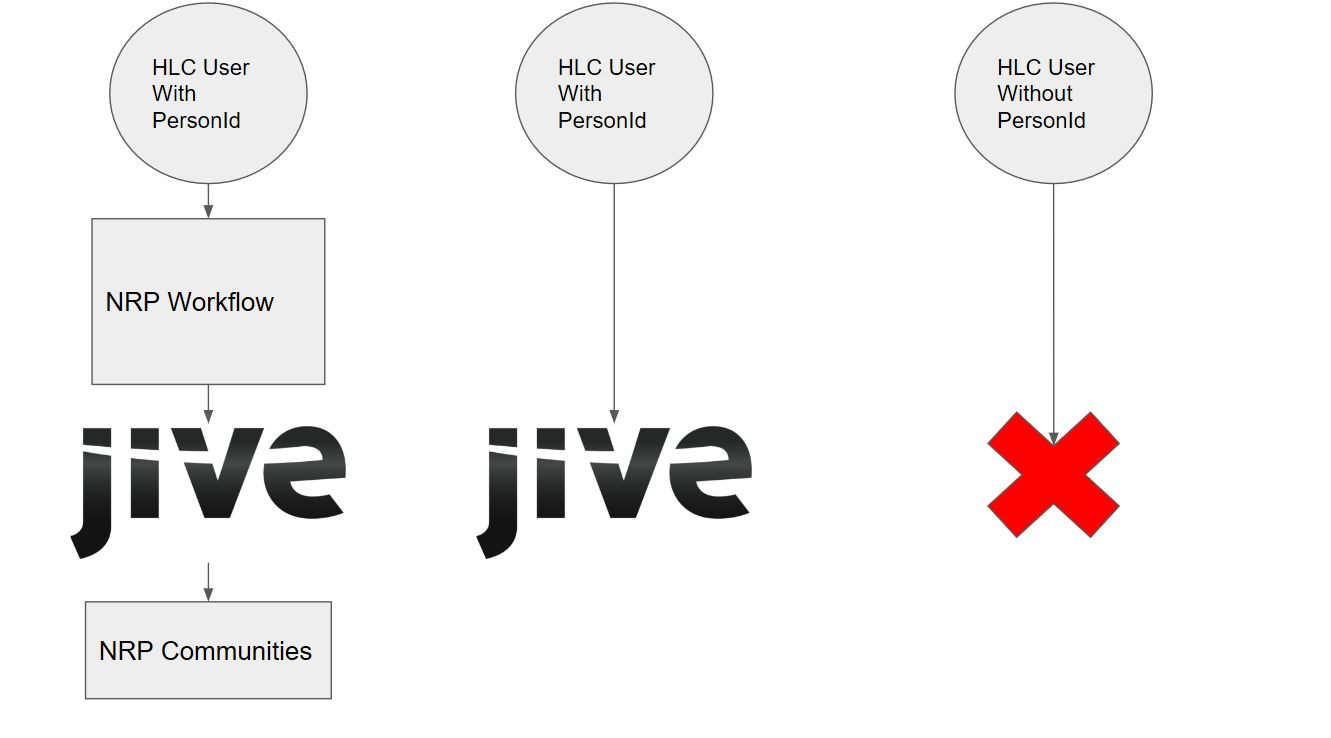 HLC User
With
PersonId
HLC User
With
PersonId
HLC User
Without
PersonId
NRP Workflow
jive
jive
NRP Communities